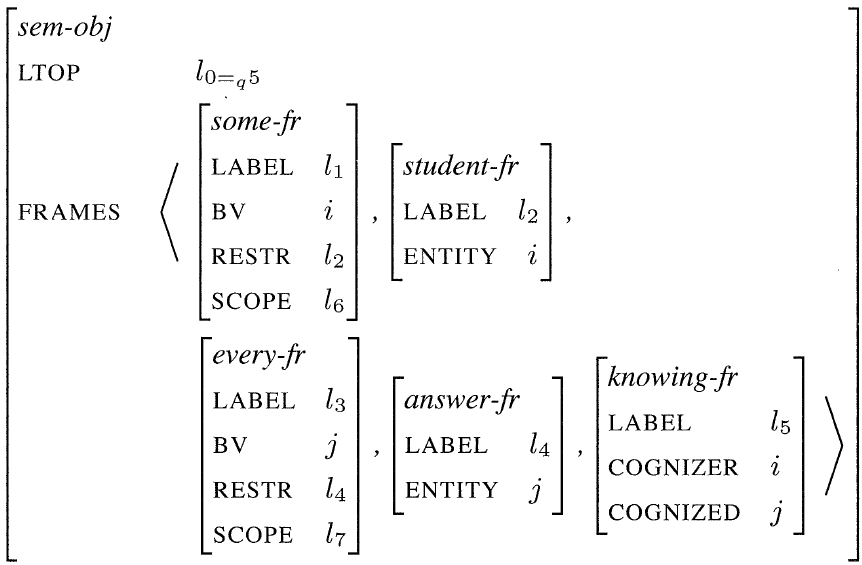 sem-obj
LTOP l₀₌q₅
FRAMES ⟨ [some-fr LABEL l₁ BV i RESTR l₂ SCOPE l₆] , [student-fr LABEL l₂ ENTITY i] ,
[every-fr LABEL l₃ BV j RESTR l₄ SCOPE l₇] , [answer-fr LABEL l₄ ENTITY j] , [knowing-fr LABEL l₅ COGNIZER i COGNIZED j] ⟩